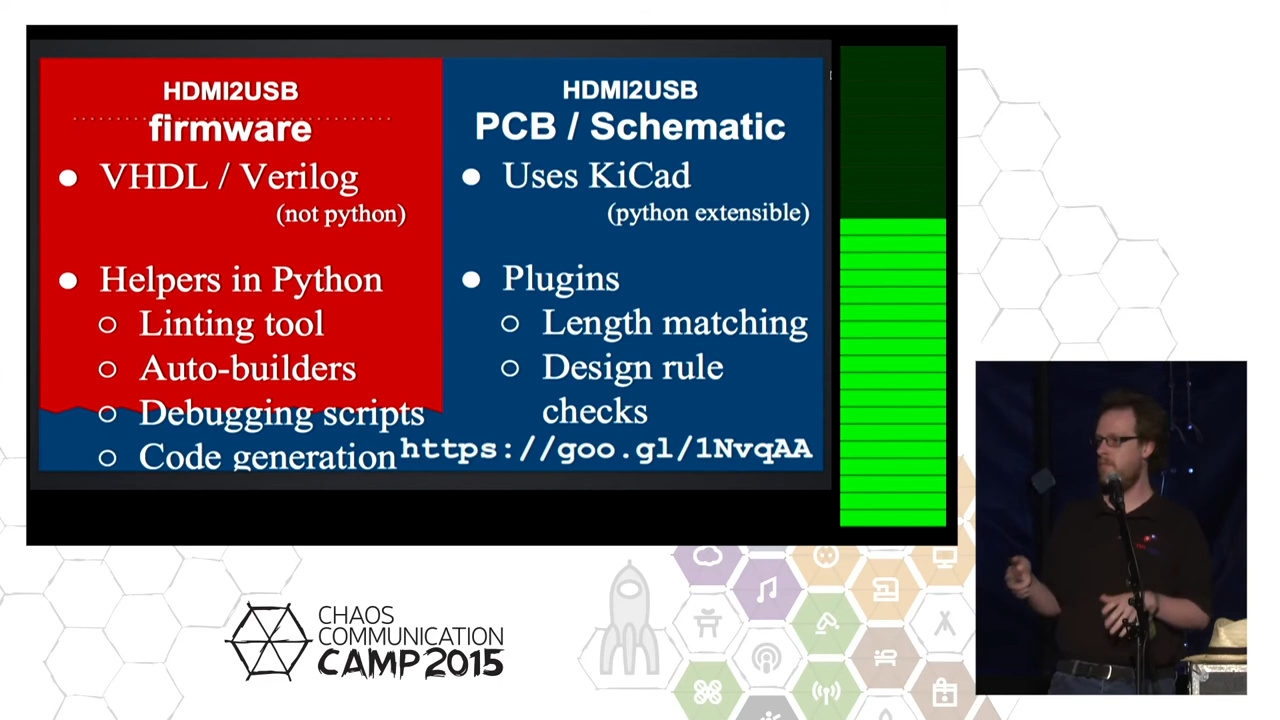 HDMI2USB
firmware
● VHDL / Verilog
(not python)
● Helpers in Python
○ Linting tool
○ Auto-builders
○ Debugging scripts
○ Code generation
HDMI2USB
PCB / Schematic
● Uses KiCad
(python extensible)
● Plugins
○ Length matching
○ Design rule
checks
https://goo.gl/1NvqAA
CHAOS
COMMUNICATION
CAMP 2015